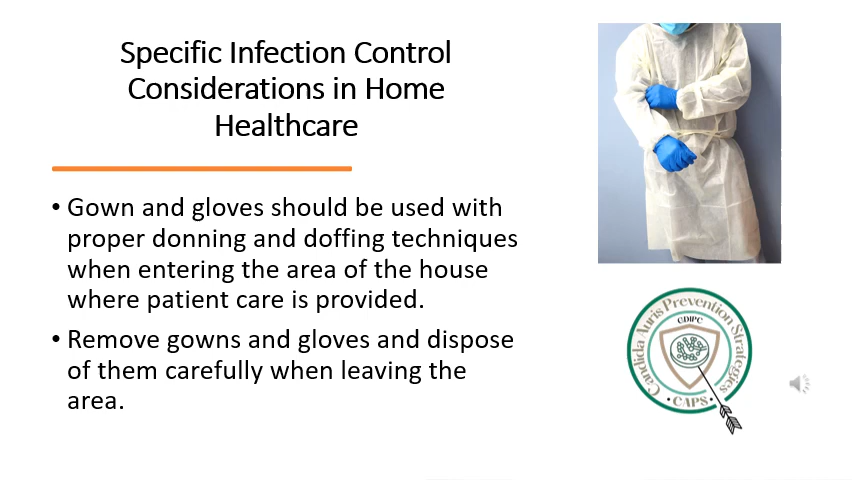 Specific Infection Control
Considerations in Home
Healthcare
• Gown and gloves should be used with
proper donning and doffing techniques
when entering the area of the house
where patient care is provided.
• Remove gowns and gloves and dispose
of them carefully when leaving the
area.
Candida Auris Prevention Strategies
CDIPC
• CAPS •